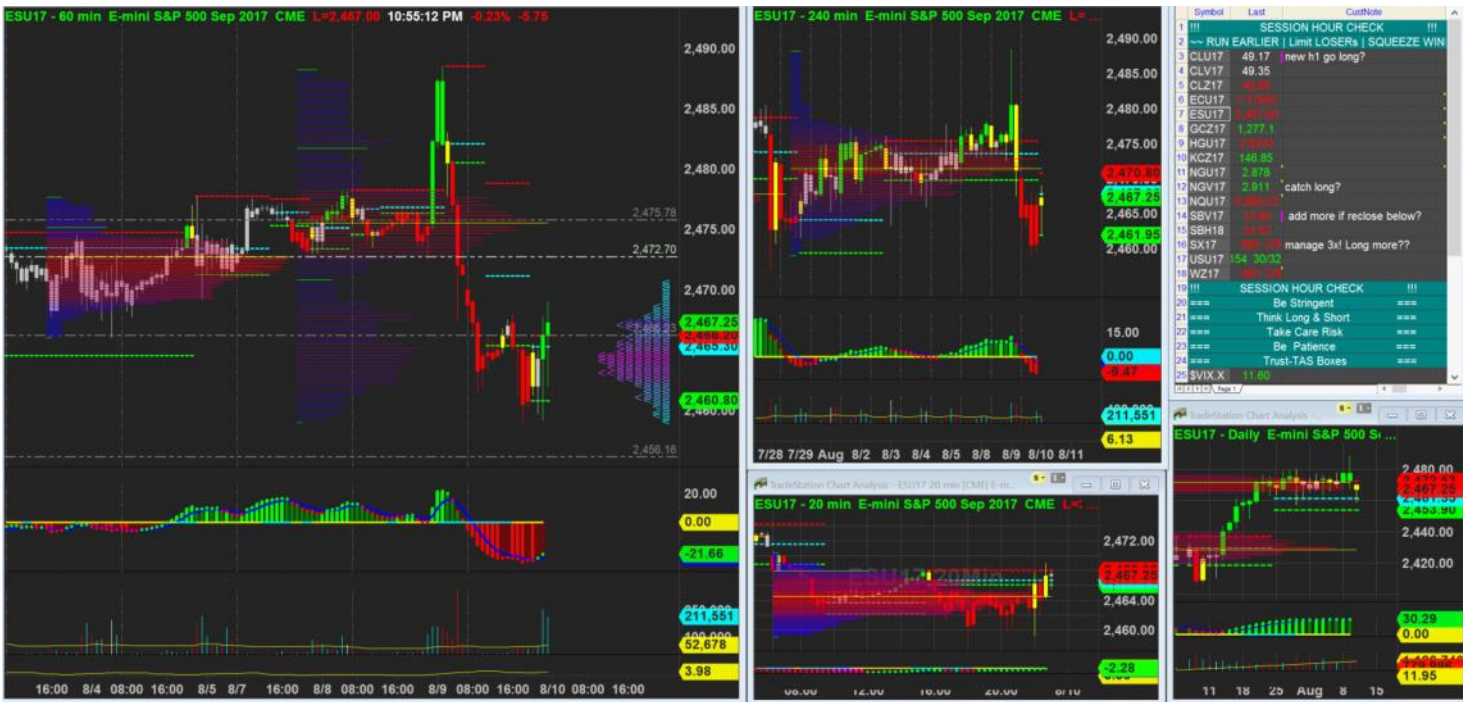 ESU17 - 60 min E-mini S&P 500 Sep 2017 CME L=2,467.00 10:55:12 PM -0.23% -5.75
2,490.00
2,485.00
2,480.00
2,475.78
2,475.00
2,472.70
2,470.00
2,467.25
2,465.30
2,460.80
2,460.00
2,456.16
20.00
0.00
-21.66
211,551
52,678
3.98
16:00 8/4 08:00 16:00 8/5 8/7 16:00 8/8 08:00 16:00 8/9 08:00 16:00 8/10 08:00 16:00
ESU17 - 240 min E-mini S&P 500 Sep 2017 CME L= ...
2,490.00
2,485.00
2,480.00
2,475.00
2,470.80
2,467.25
2,465.00
2,461.95
2,460.00
15.00
0.00
-9.47
211,551
6.13
7/28 7/29 Aug 8/2 8/3 8/4 8/5 8/8 8/9 8/10 8/11
TradeStation Chart Analysis - ESU17 20 min [CME] E-m...
ESU17 - 20 min E-mini S&P 500 Sep 2017 CME
ESU17 20Min
2,472.00
2,467.25
2,464.00
2,460.00
-2.28
08:00 12:00 16:00 20:00 8/10
Symbol Last CustNote
1 !!! SESSION HOUR CHECK !!!
2 ~~ RUN EARLIER | Limit LOSERs | SQUEEZE WIN
3 CLU17 49.17 new h1 go long?
4 CLV17 49.35
5 CLZ17
6 ECU17
7 ESU17
8 GCZ17 1,277.1
9 HGU17
10 KCZ17 146.85
11 NGU17 2.878
12 NGV17 2.911 catch long?
13 NQU17
14 SBV17 add more if reclose below?
15 SBH18
16 SX17 manage 3x! Long more??
17 USU17 154 30/32
18 WZ17
19 !!! SESSION HOUR CHECK !!!
20 === Be Stringent ===
21 === Think Long & Short ===
22 === Take Care Risk ===
23 === Be Patience ===
24 === Trust-TAS Boxes ===
25 $VIX.X 11.60
Page 1
TradeStation Chart Analysis -...
ESU17 - Daily E-mini S&P 500 S ...
2,480.00
2,467.25
2,453.90
2,440.00
2,420.00
30.29
0.00
11.95
11 18 25 Aug 8 15